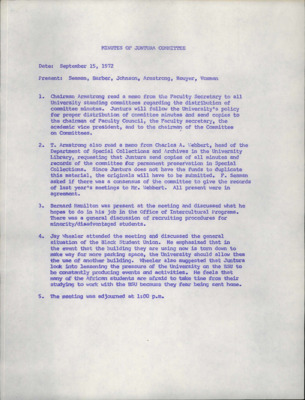 MINUTES OF JUNTURA COMMITTEE
Date: September 15, 1972
Present: Seaman, Barber, Johnson, Armstrong, Yeoman
1. Chairman Armstrong read a memo from the Faculty Secretary to all
University standing committees regarding the distribution of
committee minutes. Juntura will follow the University's policy
for proper distribution of committee minutes and send copies to
the chairman of Faculty Council, the Faculty secretary, the
academic vice president, and to the chairman of the Committee
on Committees.
2. T. Armstrong also read a memo from Charles A. Webbert, head of the
Department of Special Collections and Archives in the University
Library, requesting that Juntura send copies of all minutes and
records of the committee for permanent preservation in Special
Collections. Since Juntura does not have the funds to duplicate
this material, the originals will have to be submitted. F. Seaman
asked if there was a consensus of the committee to give the records
of last year's meetings to Mr. Webbert. All present were in
agreement.
3. Bernard Hamilton was present at the meeting and discussed what he
hopes to do in his job in the Office of Intercultural Programs.
There was a general discussion of recruiting procedures for
minority/disadvantaged students.
4. Jay Wheeler attended the meeting and discussed the general
situation of the Black Student Union. He emphasized that in
the event that the building they are using now is torn down to
make way for more parking space, the University should allow them
the use of another building. Wheeler also suggested that Juntura
look into lessening the pressure of the University on the BSU to
be constantly producing events and activities. He feels that
many of the African students are afraid to take time from their
studying to work with the BSU because they fear being sent home.
5. The meeting was adjourned at 1:00 p.m.